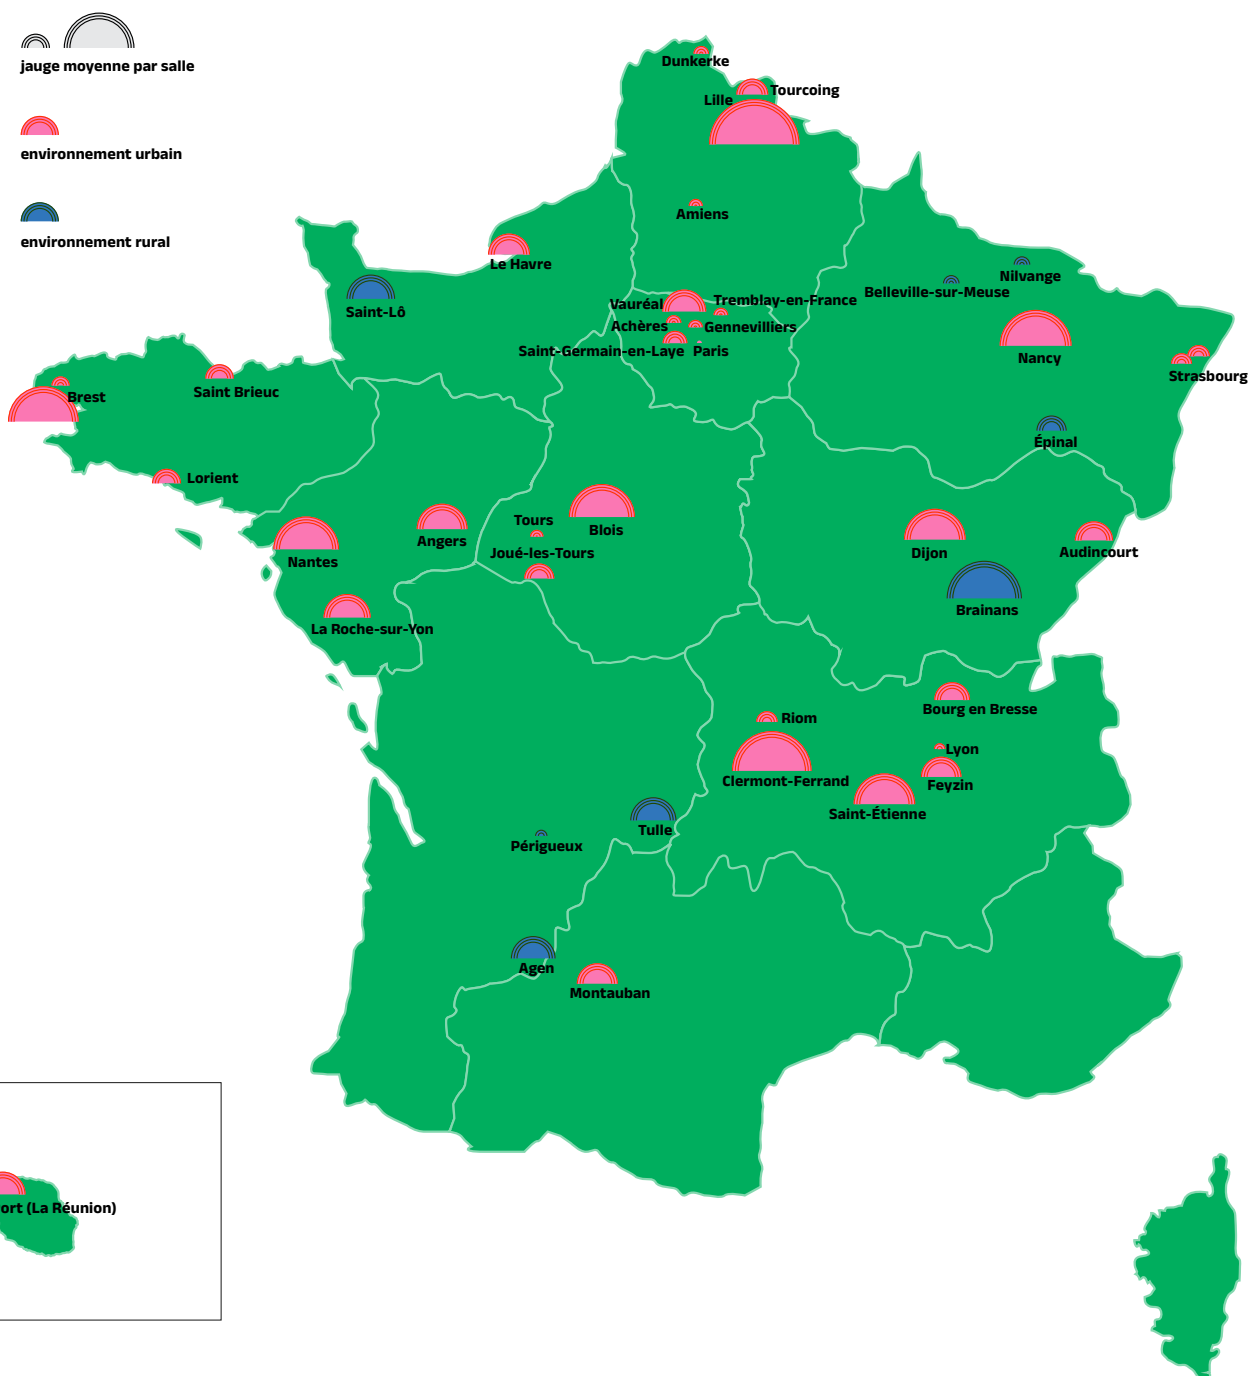 jauge moyenne par salle
environnement urbain
environnement rural
Dunkerke
Tourcoing
Lille
Amiens
Le Havre
Nilvange
Belleville-sur-Meuse
Saint-Lô
Vauréal
Tremblay-en-France
Achères
Gennevilliers
Saint-Germain-en-Laye
Paris
Nancy
Strasbourg
Saint Brieuc
Brest
Épinal
Lorient
Tours
Blois
Angers
Joué-les-Tours
Dijon
Audincourt
Nantes
Brainans
La Roche-sur-Yon
Bourg en Bresse
Riom
Lyon
Clermont-Ferrand
Feyzin
Saint-Étienne
Tulle
Périgueux
Agen
Montauban
ort (La Réunion)